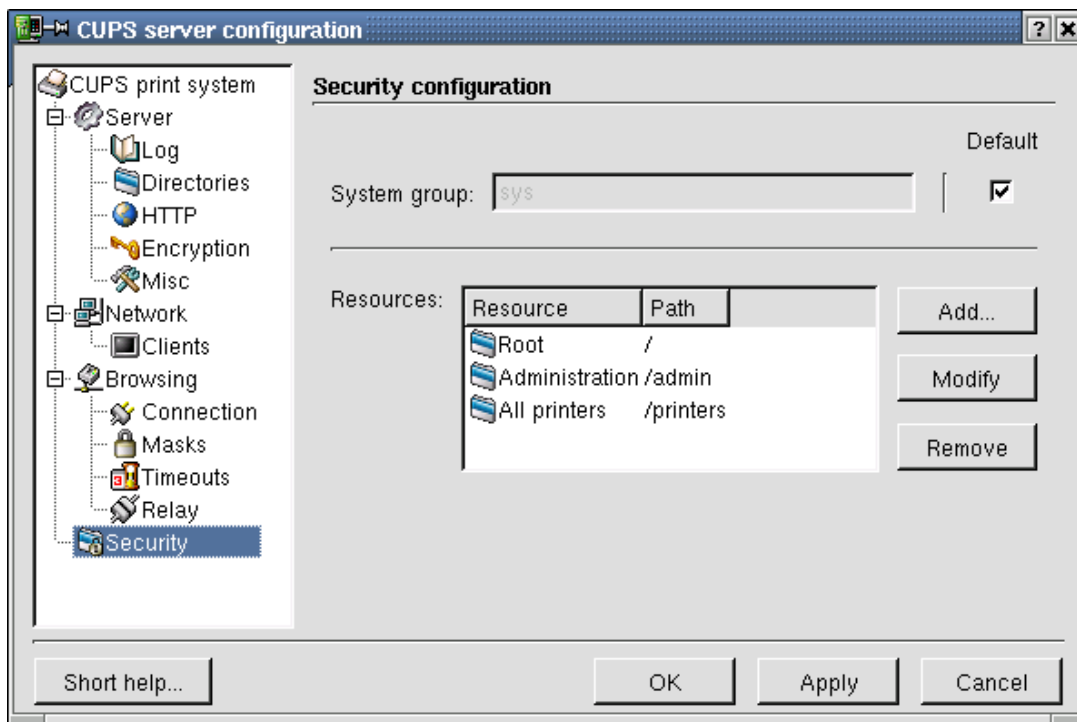 CUPS server configuration
CUPS print system
Server
Log
Directories
HTTP
Encryption
Misc
Network
Clients
Browsing
Connection
Masks
Timeouts
Relay
Security
Security configuration
Default
System group: sys
Resources:
Resource Path
Root /
Administration /admin
All printers /printers
Add...
Modify
Remove
Short help...
OK
Apply
Cancel